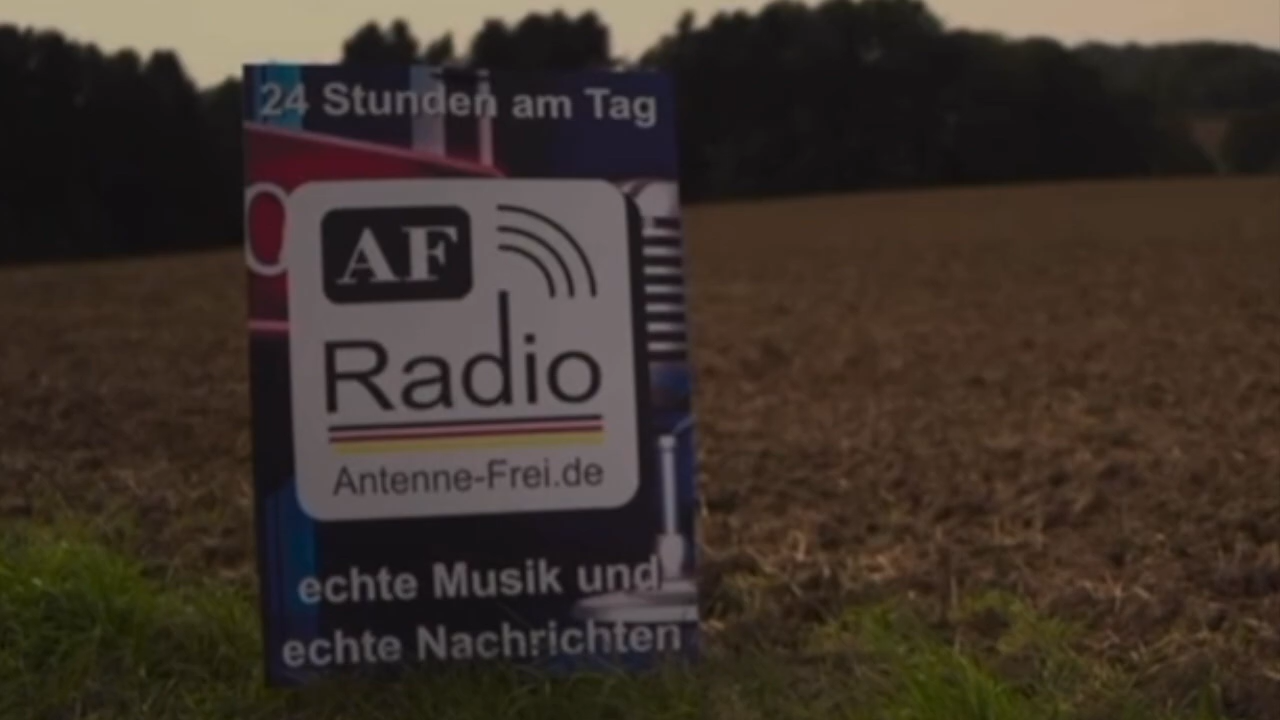 24 Stunden am Tag
AF
Radio
Antenne-Frei.de
echte Musik und
echte Nachrichten